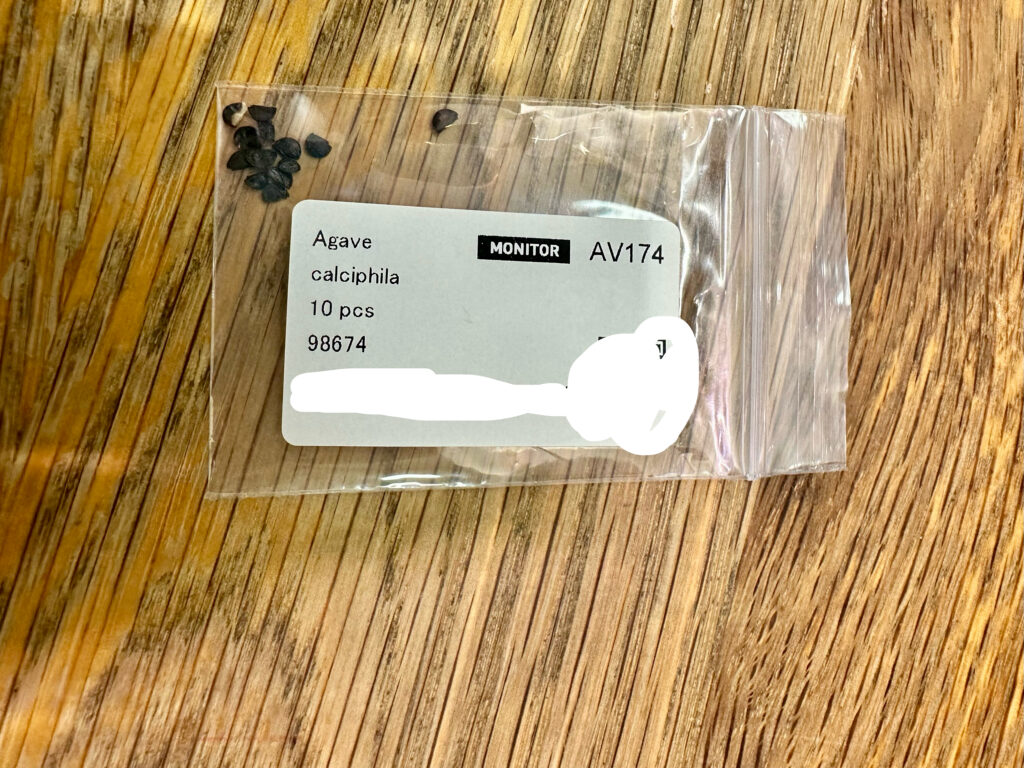 Agave MONITOR AV174
calciphila
10 pcs
98674